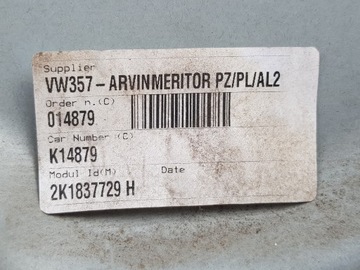 Supplier
VW357-ARVINMERITOR PZ/PL/AL2
Order n.(C)
014879
Car Number (C)
K14879
Modul Id(M) Date
2K1837729 H